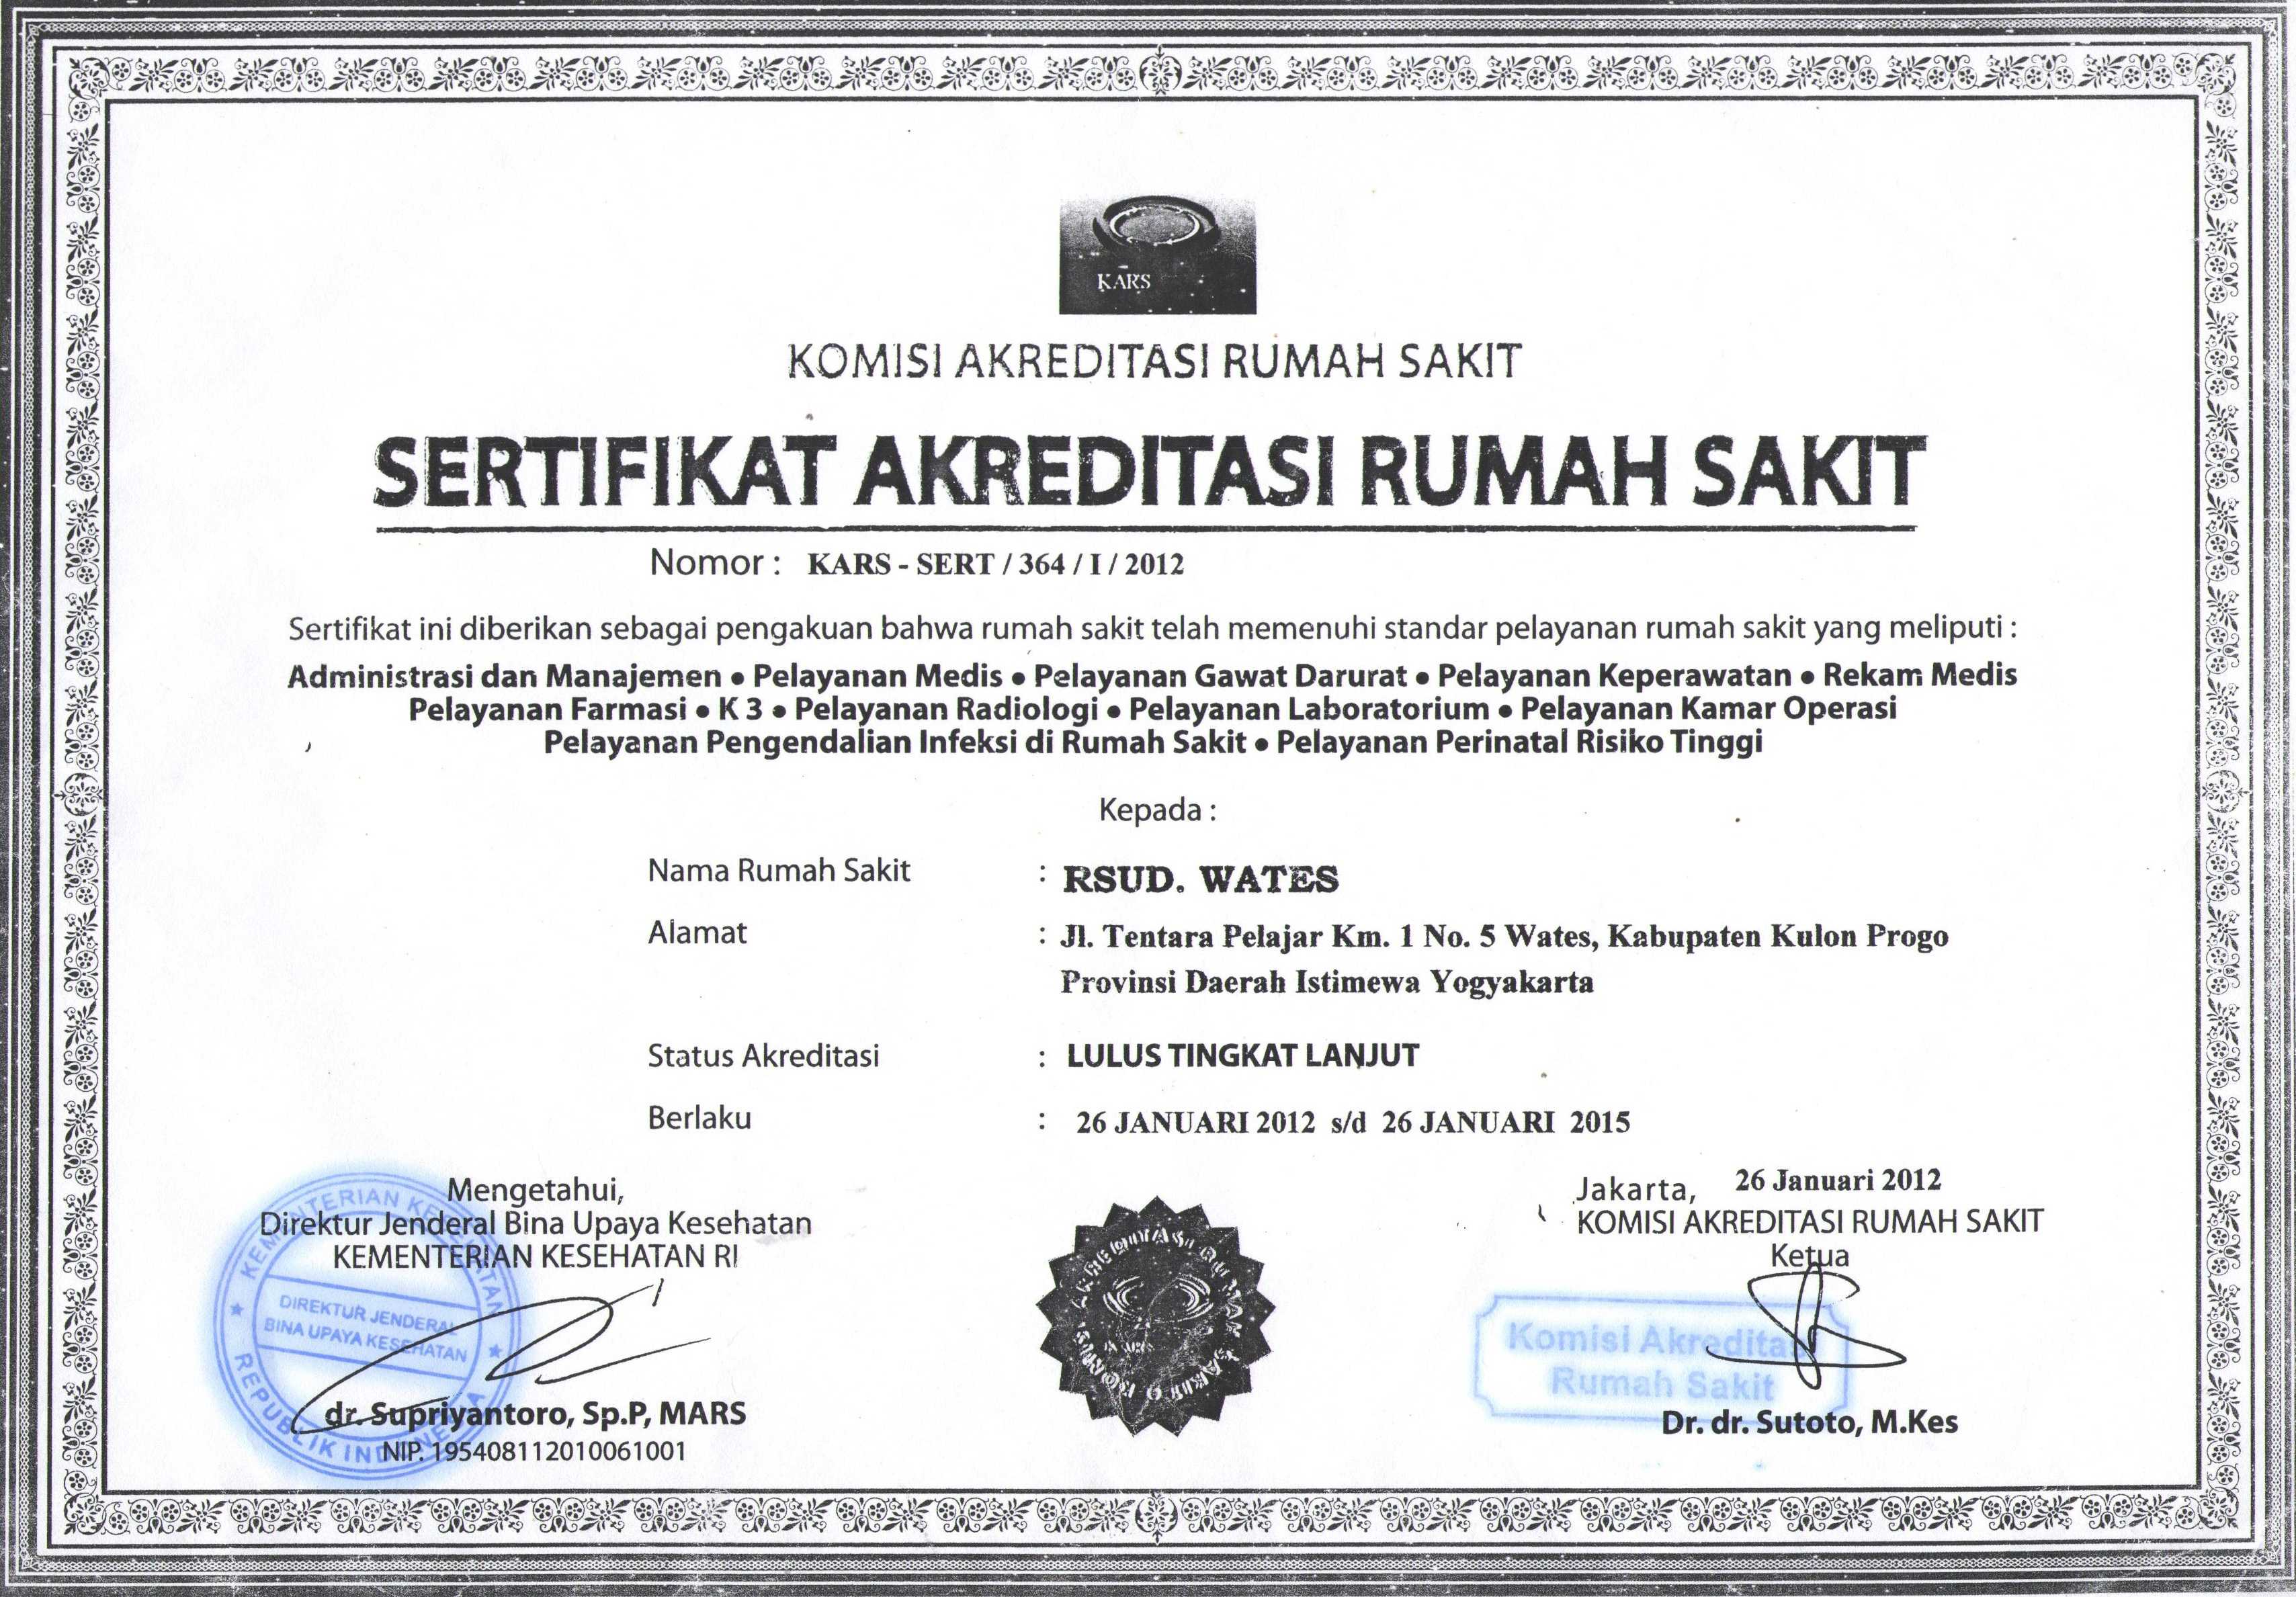 KARS
KOMISI AKREDITASI RUMAH SAKIT
SERTIFIKAT AKREDITASI RUMAH SAKIT
Nomor : KARS - SERT / 364 / I / 2012
Sertifikat ini diberikan sebagai pengakuan bahwa rumah sakit telah memenuhi standar pelayanan rumah sakit yang meliputi :
Administrasi dan Manajemen ● Pelayanan Medis ● Pelayanan Gawat Darurat ● Pelayanan Keperawatan ● Rekam Medis
Pelayanan Farmasi ● K 3 ● Pelayanan Radiologi ● Pelayanan Laboratorium ● Pelayanan Kamar Operasi
Pelayanan Pengendalian Infeksi di Rumah Sakit ● Pelayanan Perinatal Risiko Tinggi
Kepada :
Nama Rumah Sakit : RSUD. WATES
Alamat : Jl. Tentara Pelajar Km. 1 No. 5 Wates, Kabupaten Kulon Progo
Provinsi Daerah Istimewa Yogyakarta
Status Akreditasi : LULUS TINGKAT LANJUT
Berlaku : 26 JANUARI 2012 s/d 26 JANUARI 2015
Mengetahui,
Direktur Jenderal Bina Upaya Kesehatan
KEMENTERIAN KESEHATAN RI
KEMENTERIAN KESEHATAN
DIREKTUR JENDERAL
BINA UPAYA KESEHATAN
REPUBLIK INDONESIA
dr. Supriyantoro, Sp.P, MARS
NIP. 195408112010061001
KOMISI AKREDITASI RUMAH SAKIT
KARS
Jakarta, 26 Januari 2012
KOMISI AKREDITASI RUMAH SAKIT
Ketua
Komisi Akreditasi
Rumah Sakit
Dr. dr. Sutoto, M.Kes